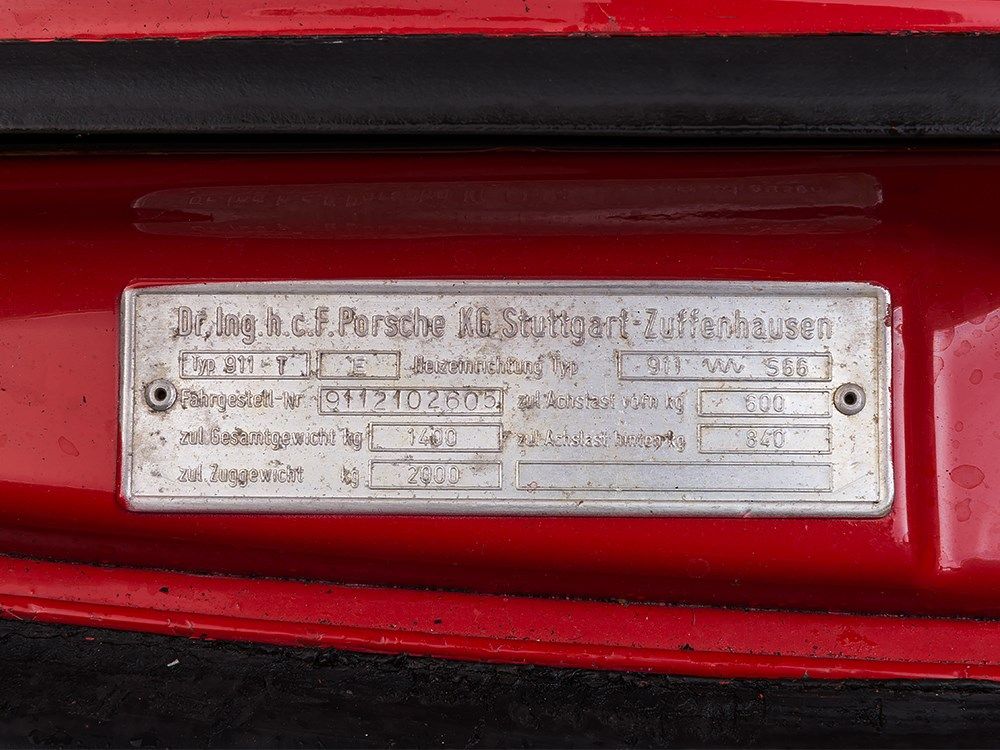 Dr. Ing. h. c. F. Porsche KG Stuttgart-Zuffenhausen
Typ 911 - T E Heizeinrichtung Typ 911 S66
Fahrgestell-Nr 9112102605 zul. Achslast vorn kg 600
zul. Gesamtgewicht kg 1400 zul. Achslast hinten kg 840
zul. Zuggewicht kg 2000